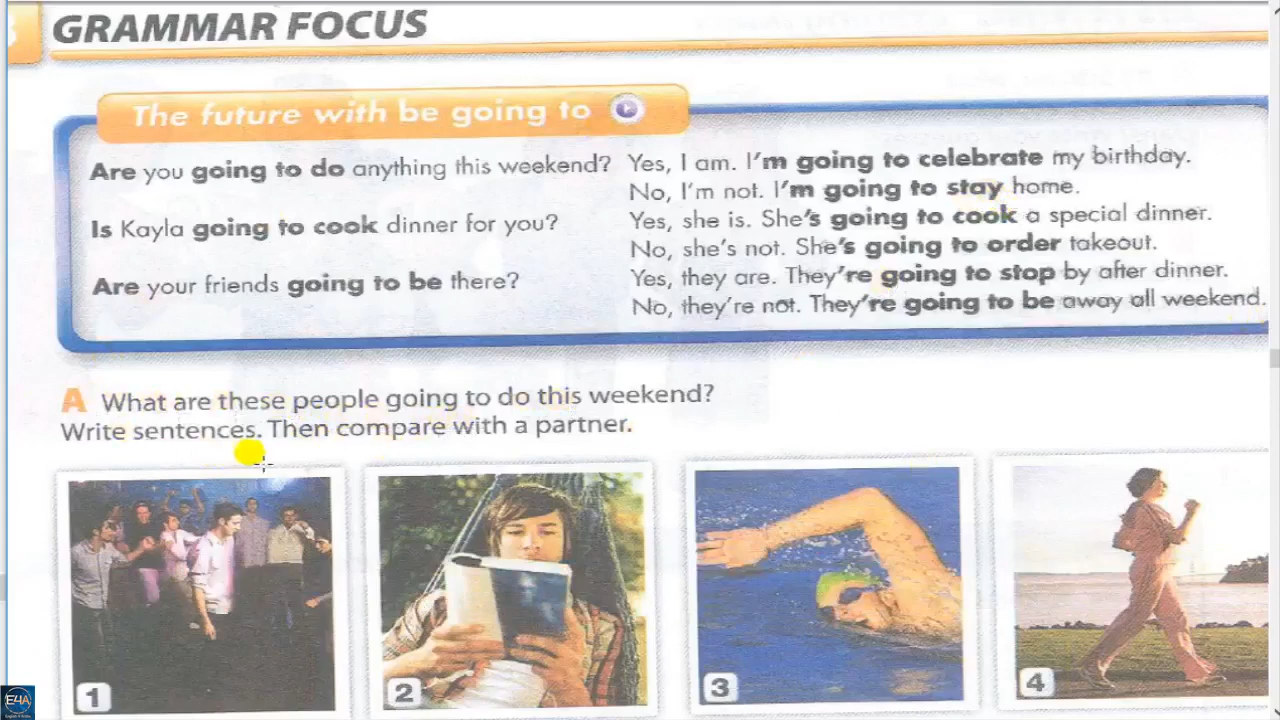 GRAMMAR FOCUS
The future with be going to
Are you going to do anything this weekend?
Yes, I am. I'm going to celebrate my birthday.
No, I'm not. I'm going to stay home.
Is Kayla going to cook dinner for you?
Yes, she is. She's going to cook a special dinner.
No, she's not. She's going to order takeout.
Are your friends going to be there?
Yes, they are. They're going to stop by after dinner.
No, they're not. They're going to be away all weekend.
A What are these people going to do this weekend?
Write sentences. Then compare with a partner.
1
2
3
4
E4A